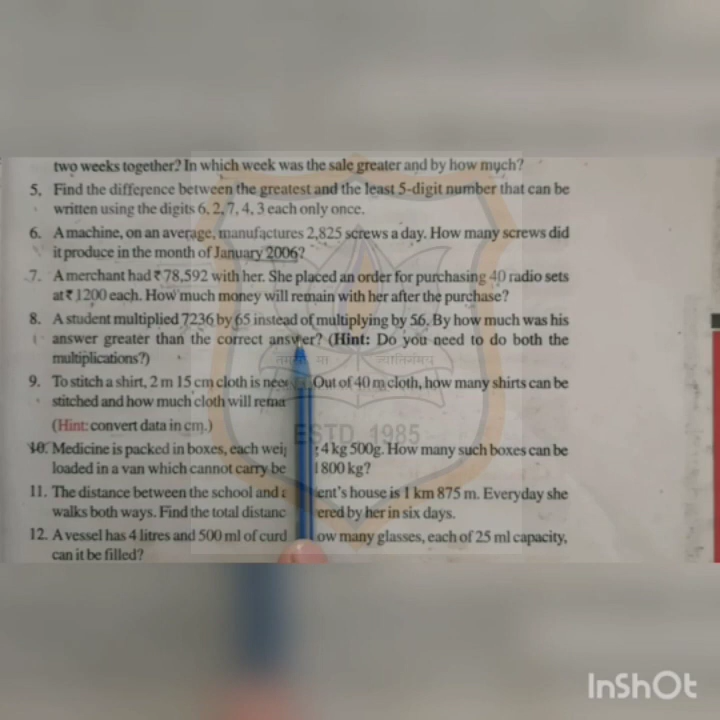 two weeks together? In which week was the sale greater and by how much?
5. Find the difference between the greatest and the least 5-digit number that can be
written using the digits 6, 2, 7, 4, 3 each only once.
6. A machine, on an average, manufactures 2,825 screws a day. How many screws did
it produce in the month of January 2006?
7. A merchant had ₹ 78,592 with her. She placed an order for purchasing 40 radio sets
at ₹ 1200 each. How much money will remain with her after the purchase?
8. A student multiplied 7236 by 65 instead of multiplying by 56. By how much was his
answer greater than the correct answer? (Hint: Do you need to do both the
multiplications?)
9. To stitch a shirt, 2 m 15 cm cloth is Out of 40 m cloth, how many shirts can be
stitched and how much cloth will
(Hint: convert data in cm.)
ESTD 1985
10. Medicine is packed in boxes, each 4 kg 500g. How many such boxes can be
loaded in a van which cannot carry 800 kg?
11. The distance between the school and house is 1 km 875 m. Everyday she
walks both ways. Find the total by her in six days.
12. A vessel has 4 litres and 500 ml of curd many glasses, each of 25 ml capacity,
can it be filled?
InShOt